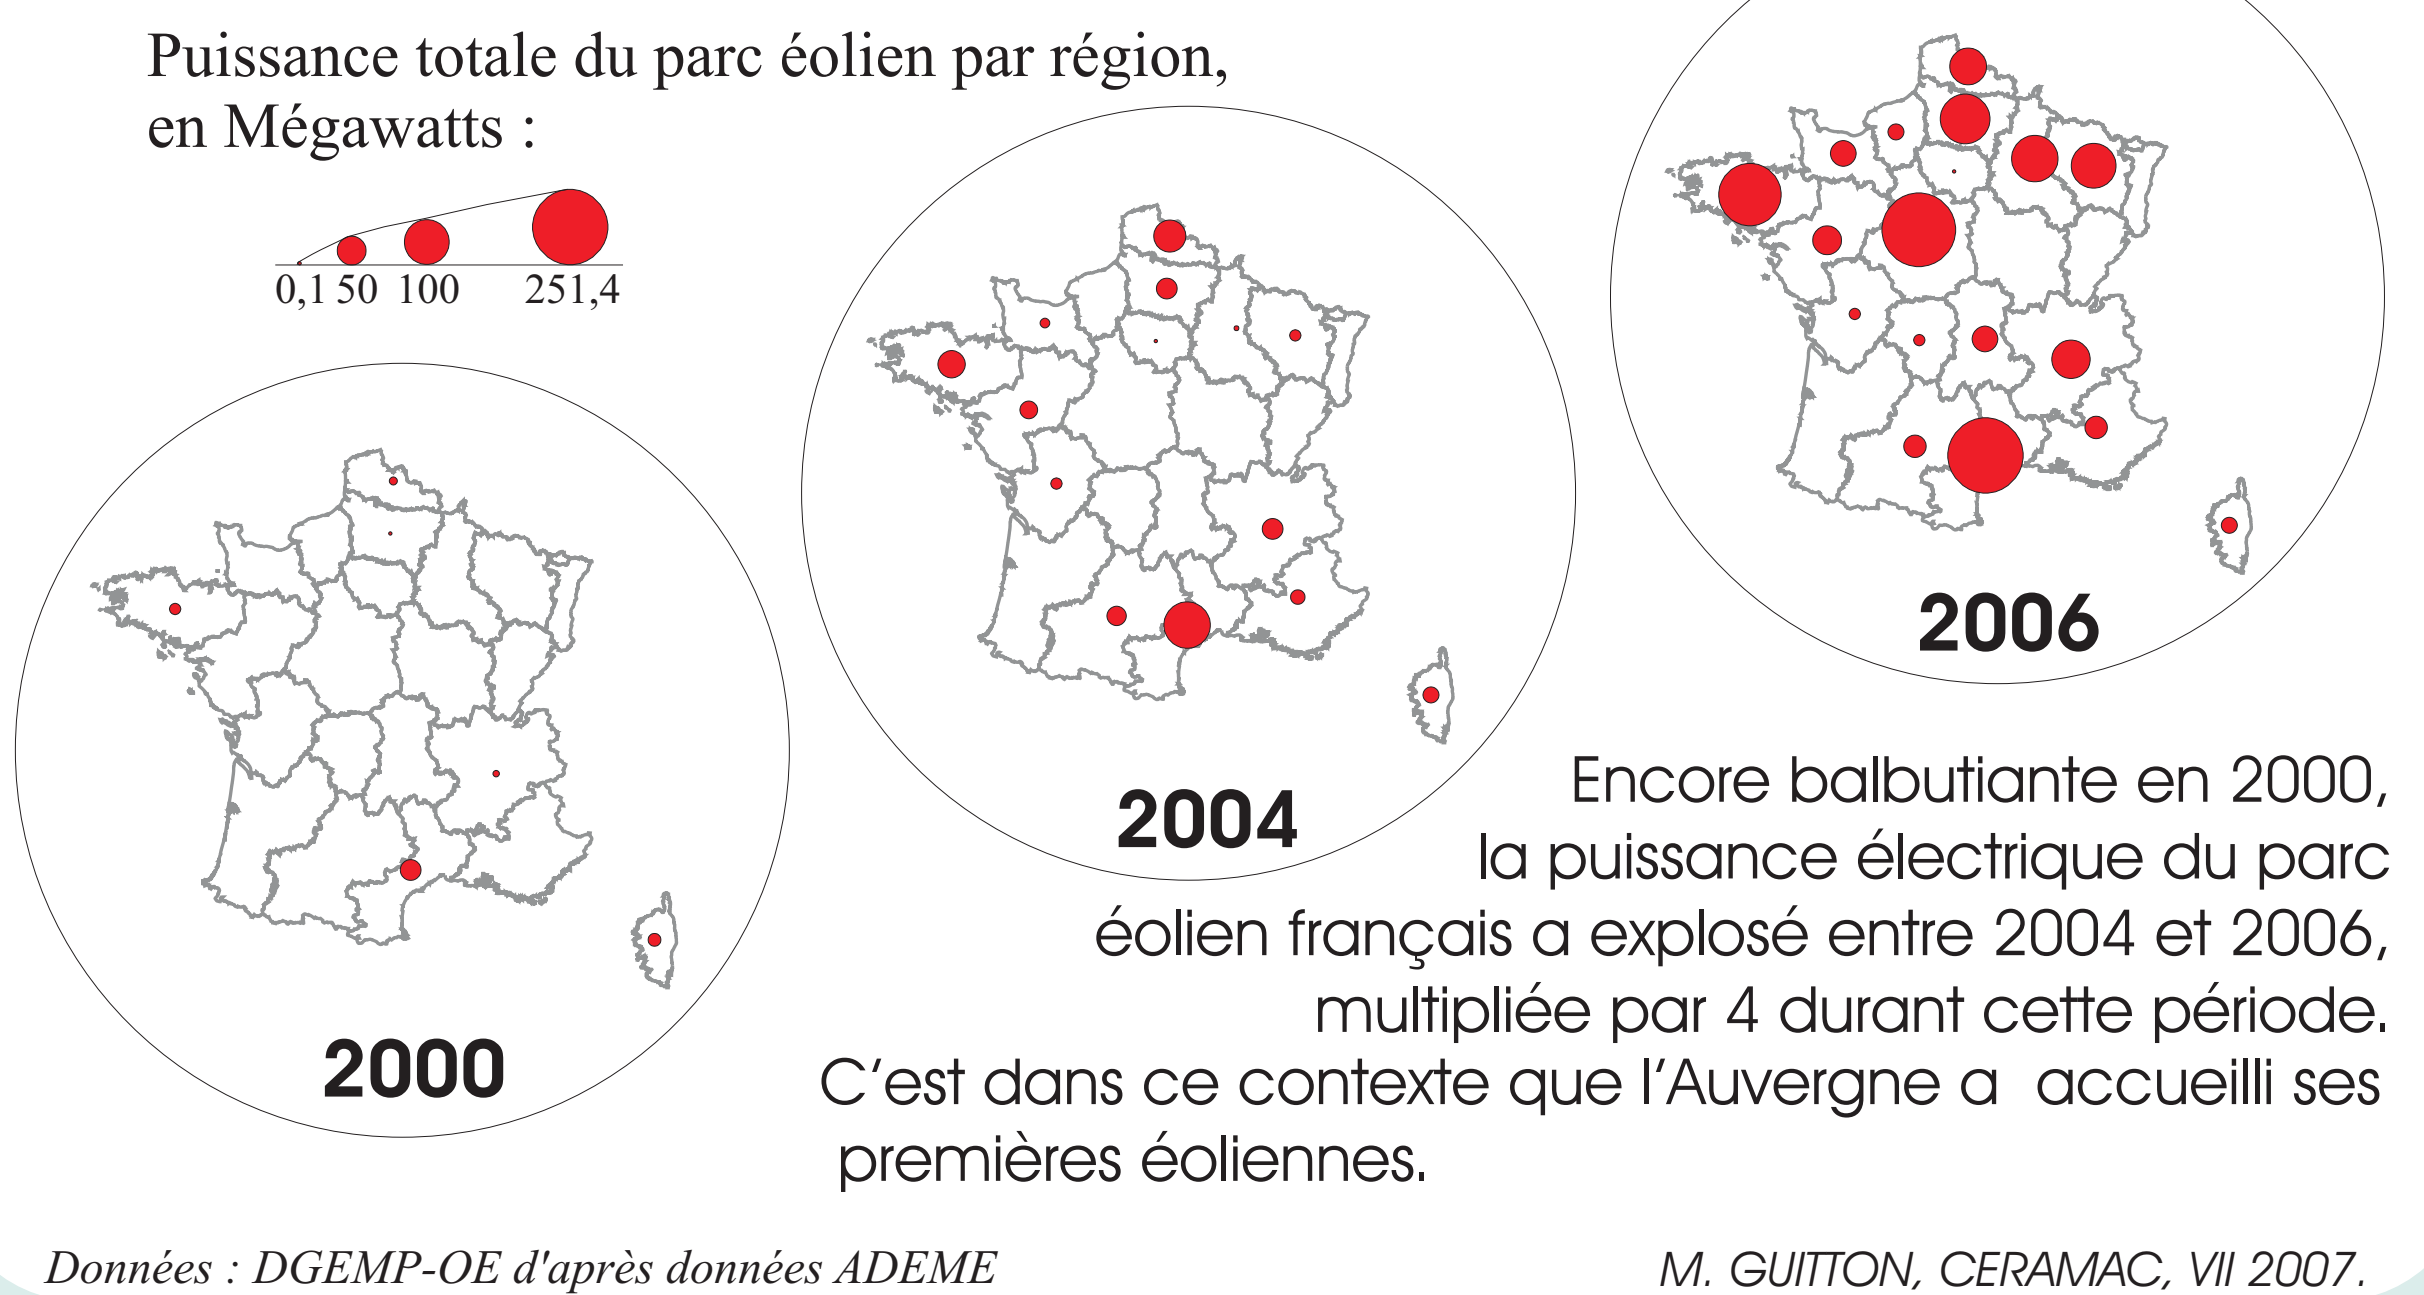 Puissance totale du parc éolien par région,
en Mégawatts :
0,1 50 100 251,4
2006
2004
2000
Encore balbutiante en 2000,
la puissance électrique du parc
éolien français a explosé entre 2004 et 2006,
multipliée par 4 durant cette période.
C'est dans ce contexte que l'Auvergne a accueilli ses
premières éoliennes.
Données : DGEMP-OE d'après données ADEME
M. GUITTON, CERAMAC, VII 2007.